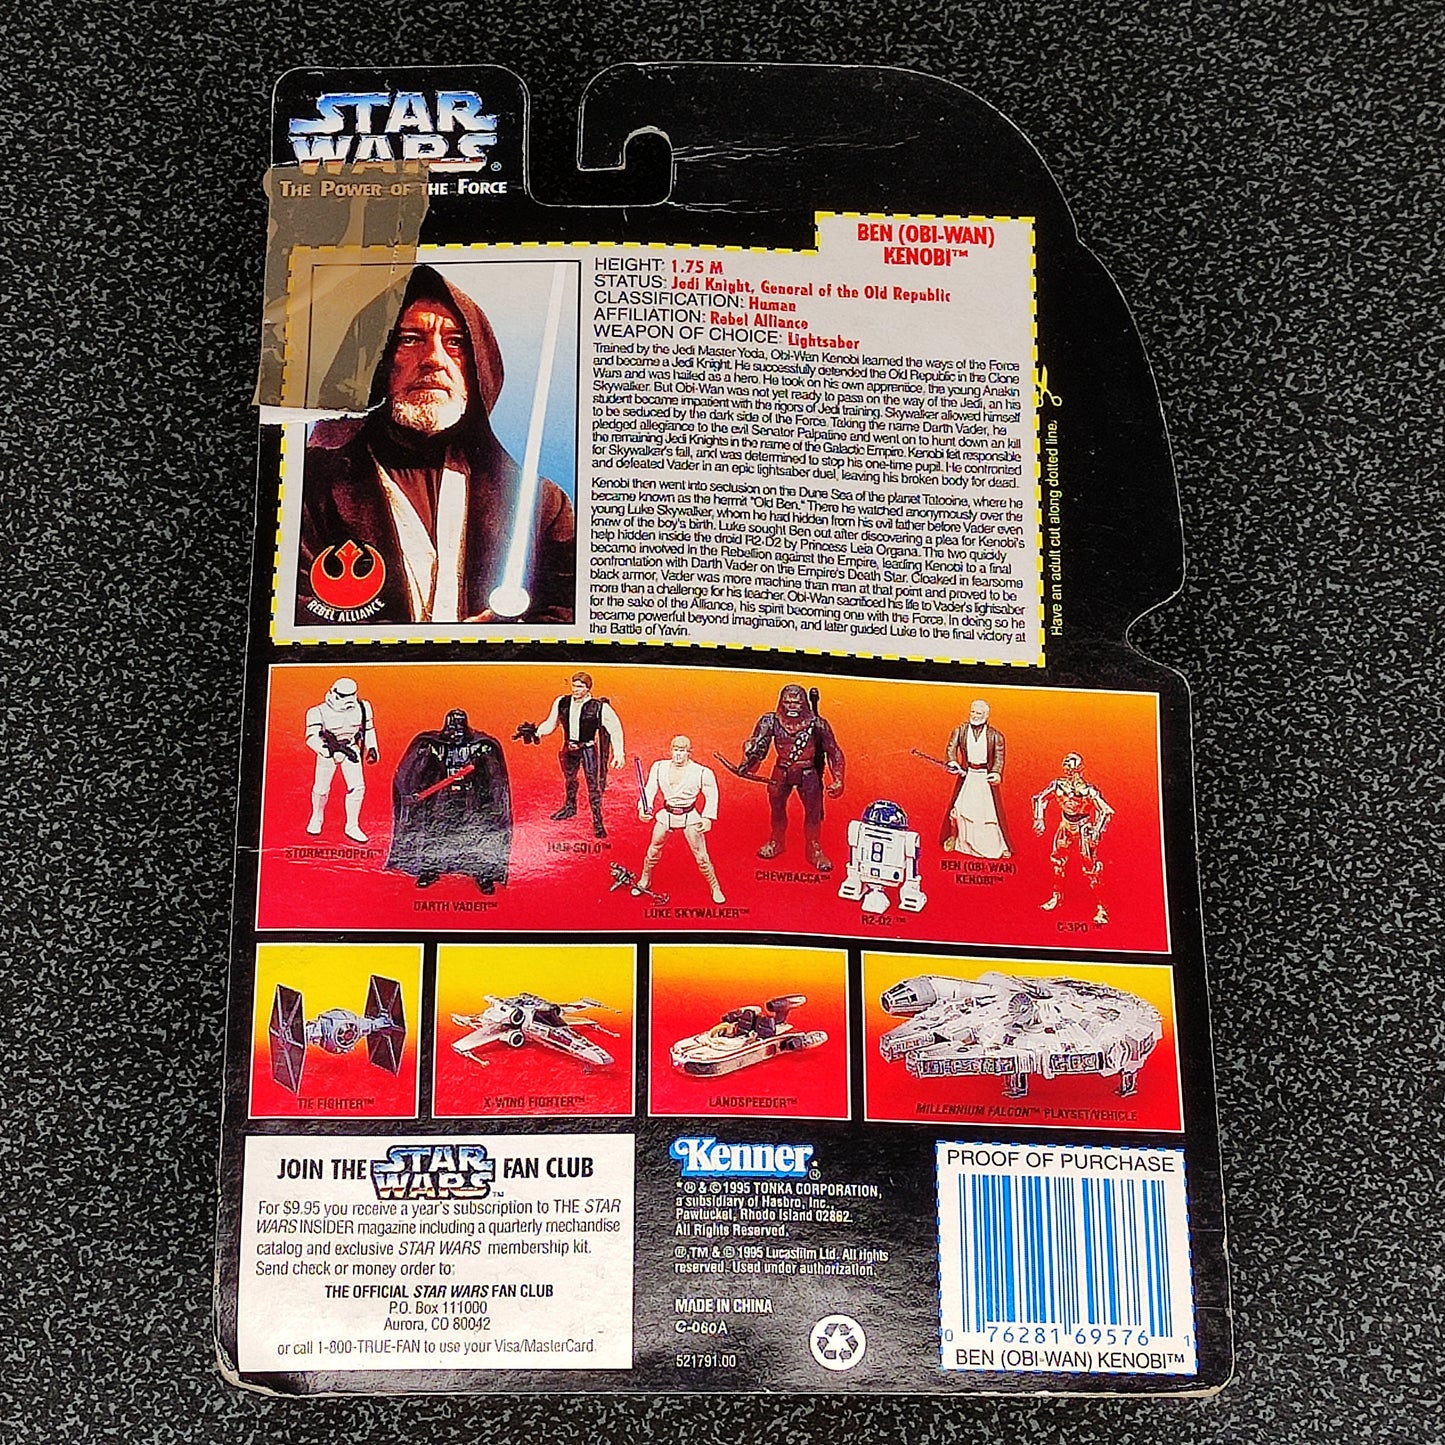 STAR
WARS®
THE POWER OF THE FORCE
BEN (OBI-WAN)
KENOBI™
HEIGHT: 1.75 M
STATUS: Jedi Knight, General of the Old Republic
CLASSIFICATION: Human
AFFILIATION: Rebel Alliance
WEAPON OF CHOICE: Lightsaber
Trained by the Jedi Master Yoda, Obi-Wan Kenobi learned the ways of the Force
and became a Jedi Knight. He successfully defended the Old Republic in the Clone
Wars and was hailed as a hero. He took on his own apprentice, the young Anakin
Skywalker. But Obi-Wan was not yet ready to pass on the way of the Jedi, an his
student became impatient with the rigors of Jedi training. Skywalker allowed himself
to be seduced by the dark side of the Force. Taking the name Darth Vader, he
pledged allegiance to the evil Senator Palpatine and went on to hunt down an kill
the remaining Jedi Knights in the name of the Galactic Empire. Kenobi felt responsible
for Skywalker's fall, and was determined to stop his one-time pupil. He confronted
and defeated Vader in an epic lightsaber duel, leaving his broken body for dead.
Kenobi then went into seclusion on the Dune Sea of the planet Tatooine, where he
became known as the hermit "Old Ben." There he watched anonymously over the
young Luke Skywalker, whom he had hidden from his evil father before Vader even
knew of the boy's birth. Luke sought Ben out after discovering a plea for Kenobi's
help hidden inside the droid R2-D2 by Princess Leia Organa. The two quickly
became involved in the Rebellion against the Empire, leading Kenobi to a final
confrontation with Darth Vader on the Empire's Death Star. Cloaked in fearsome
black armor, Vader was more machine than man at that point and proved to be
more than a challenge for his teacher. Obi-Wan sacrificed his life to Vader's lightsaber
for the sake of the Alliance, his spirit becoming one with the Force. In doing so he
became powerful beyond imagination, and later guided Luke to the final victory at
the Battle of Yavin.
REBEL ALLIANCE
Have an adult cut along dotted line.
STORMTROOPER™
DARTH VADER™
HAN SOLO™
LUKE SKYWALKER™
CHEWBACCA™
R2-D2™
BEN (OBI-WAN)
KENOBI™
C-3PO™
TIE FIGHTER™
X-WING FIGHTER™
LANDSPEEDER™
MILLENNIUM FALCON™ PLAYSET/VEHICLE
JOIN THE STAR WARS™ FAN CLUB
For $9.95 you receive a year's subscription to THE STAR
WARS INSIDER magazine including a quarterly mechandise
catalog and exclusive STAR WARS membership kit.
Send check or money order to:
THE OFFICIAL STAR WARS FAN CLUB
P.O. Box 111000
Aurora, CO 80042
or call 1-800-TRUE-FAN to use your Visa/MasterCard.
Kenner®
*® & © 1995 TONKA CORPORATION,
a subsidiary of Hasbro, Inc.,
Pawtucket, Rhode Island 02862.
All Rights Reserved.
®,TM & © 1995 Lucasfilm Ltd. All rights
reserved. Used under authorization.
MADE IN CHINA
C-060A
521791.00
PROOF OF PURCHASE
0 76281 69576 1
BEN (OBI-WAN) KENOBI™